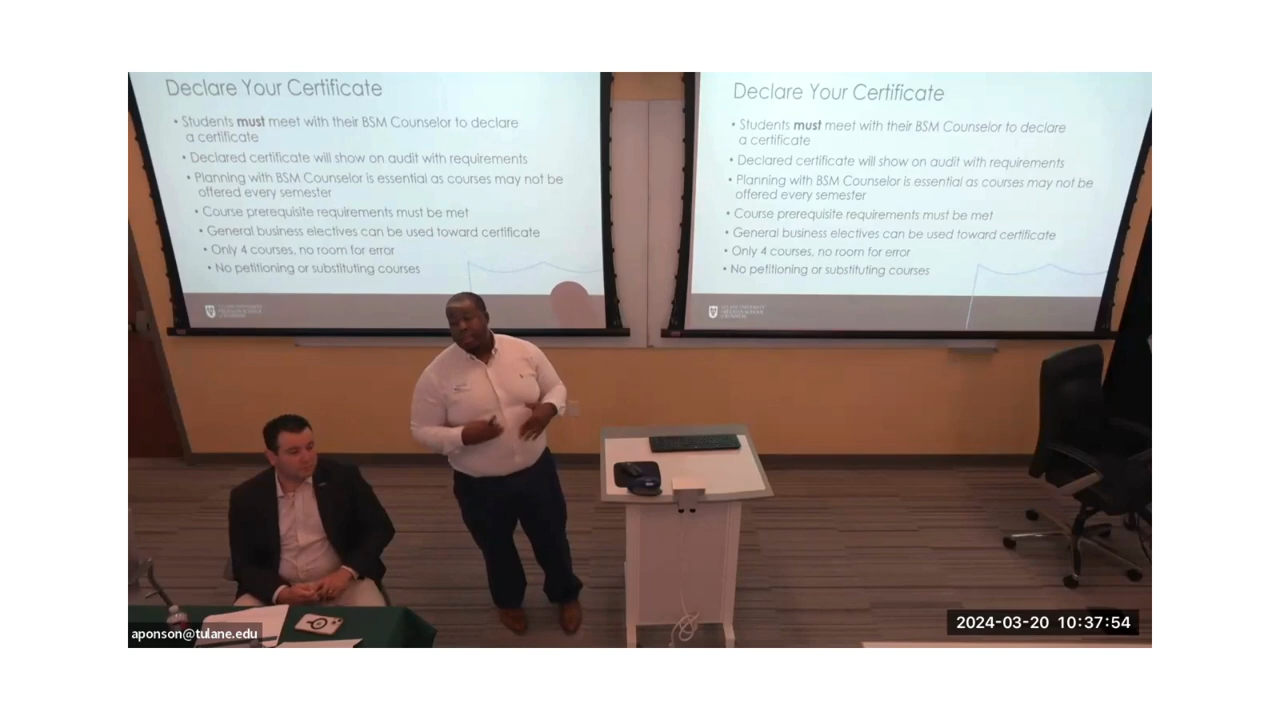 Declare Your Certificate
• Students must meet with their BSM Counselor to declare
a certificate
• Declared certificate will show on audit with requirements
• Planning with BSM Counselor is essential as courses may not be
offered every semester
• Course prerequisite requirements must be met
• General business electives can be used toward certificate
• Only 4 courses, no room for error
• No petitioning or substituting courses
Declare Your Certificate
• Students must meet with their BSM Counselor to declare
a certificate
• Declared certificate will show on audit with requirements
• Planning with BSM Counselor is essential as courses may not be
offered every semester
• Course prerequisite requirements must be met
• General business electives can be used toward certificate
• Only 4 courses, no room for error
• No petitioning or substituting courses
aponson@tulane.edu
2024-03-20 10:37:54